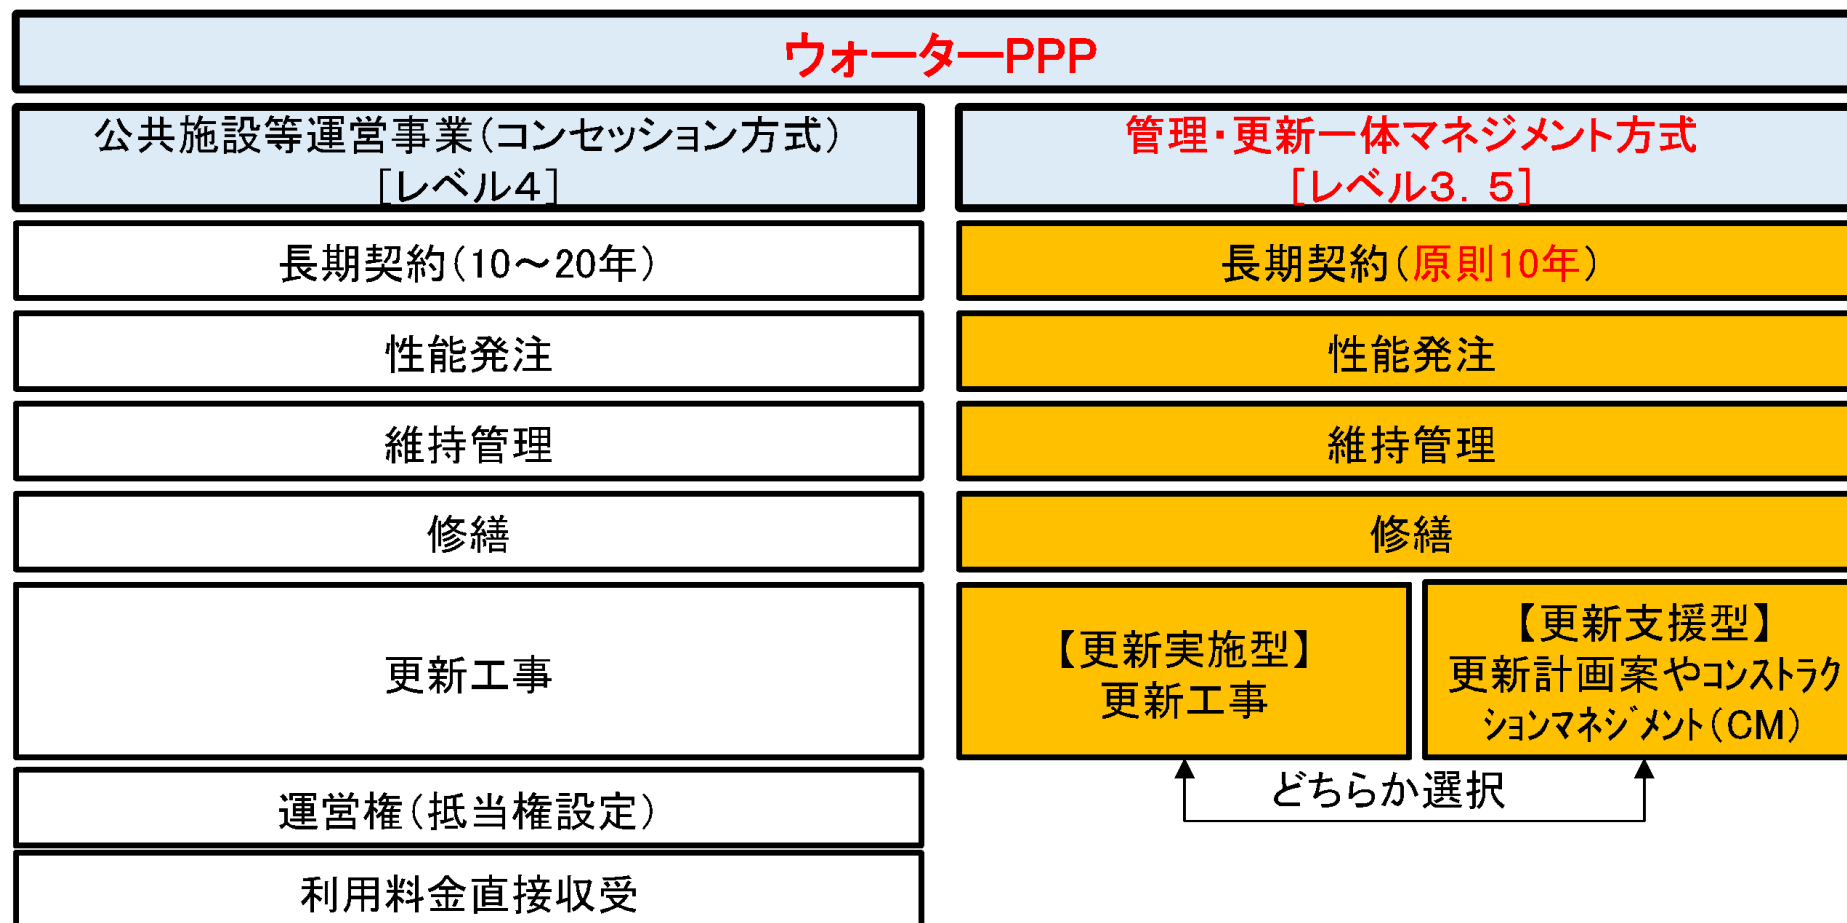 ウォーターPPP
公共施設等運営事業(コンセッション方式)
[レベル4]
長期契約(10～20年)
性能発注
維持管理
修繕
更新工事
運営権(抵当権設定)
利用料金直接収受
管理・更新一体マネジメント方式
[レベル3．5]
長期契約(原則10年)
性能発注
維持管理
修繕
【更新実施型】
更新工事
【更新支援型】
更新計画案やコンストラク
ションマネジメント(CM)
どちらか選択